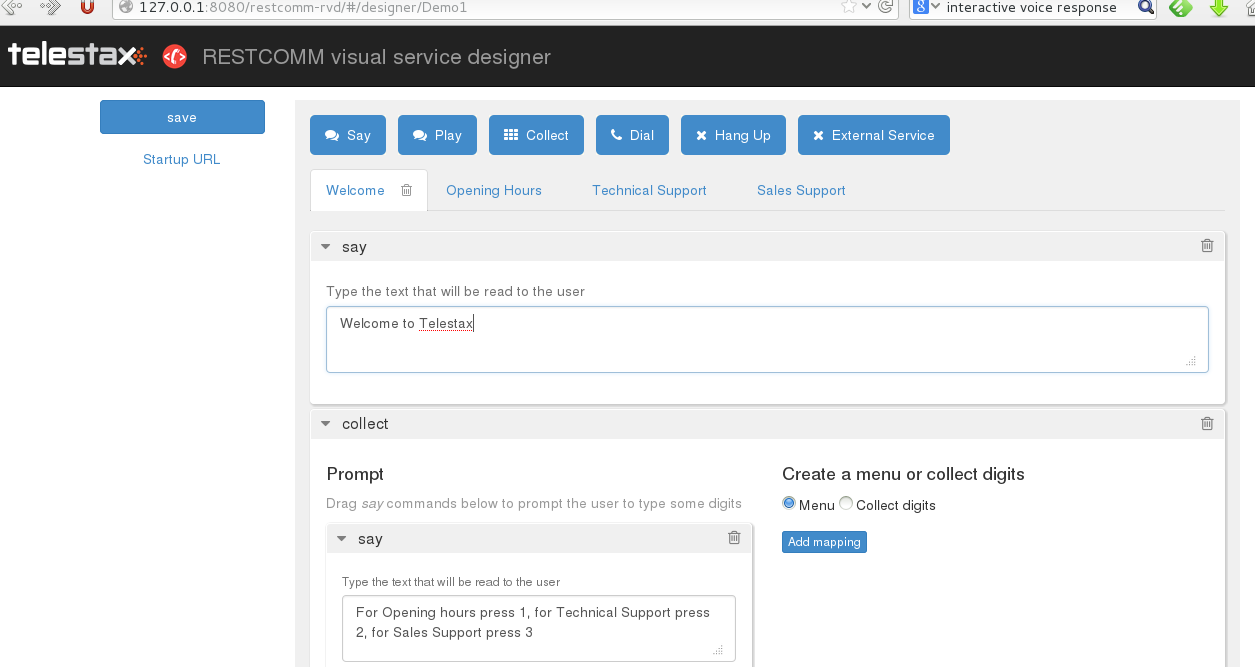 127.0.0.1:8080/restcomm-rvd/#/designer/Demo1 interactive voice response
telestax RESTCOMM visual service designer
save
Startup URL
Say Play Collect Dial Hang Up External Service
Welcome Opening Hours Technical Support Sales Support
say
Type the text that will be read to the user
Welcome to Telestax
collect
Prompt
Drag say commands below to prompt the user to type some digits
say
Type the text that will be read to the user
For Opening hours press 1, for Technical Support press
2, for Sales Support press 3
Create a menu or collect digits
Menu Collect digits
Add mapping